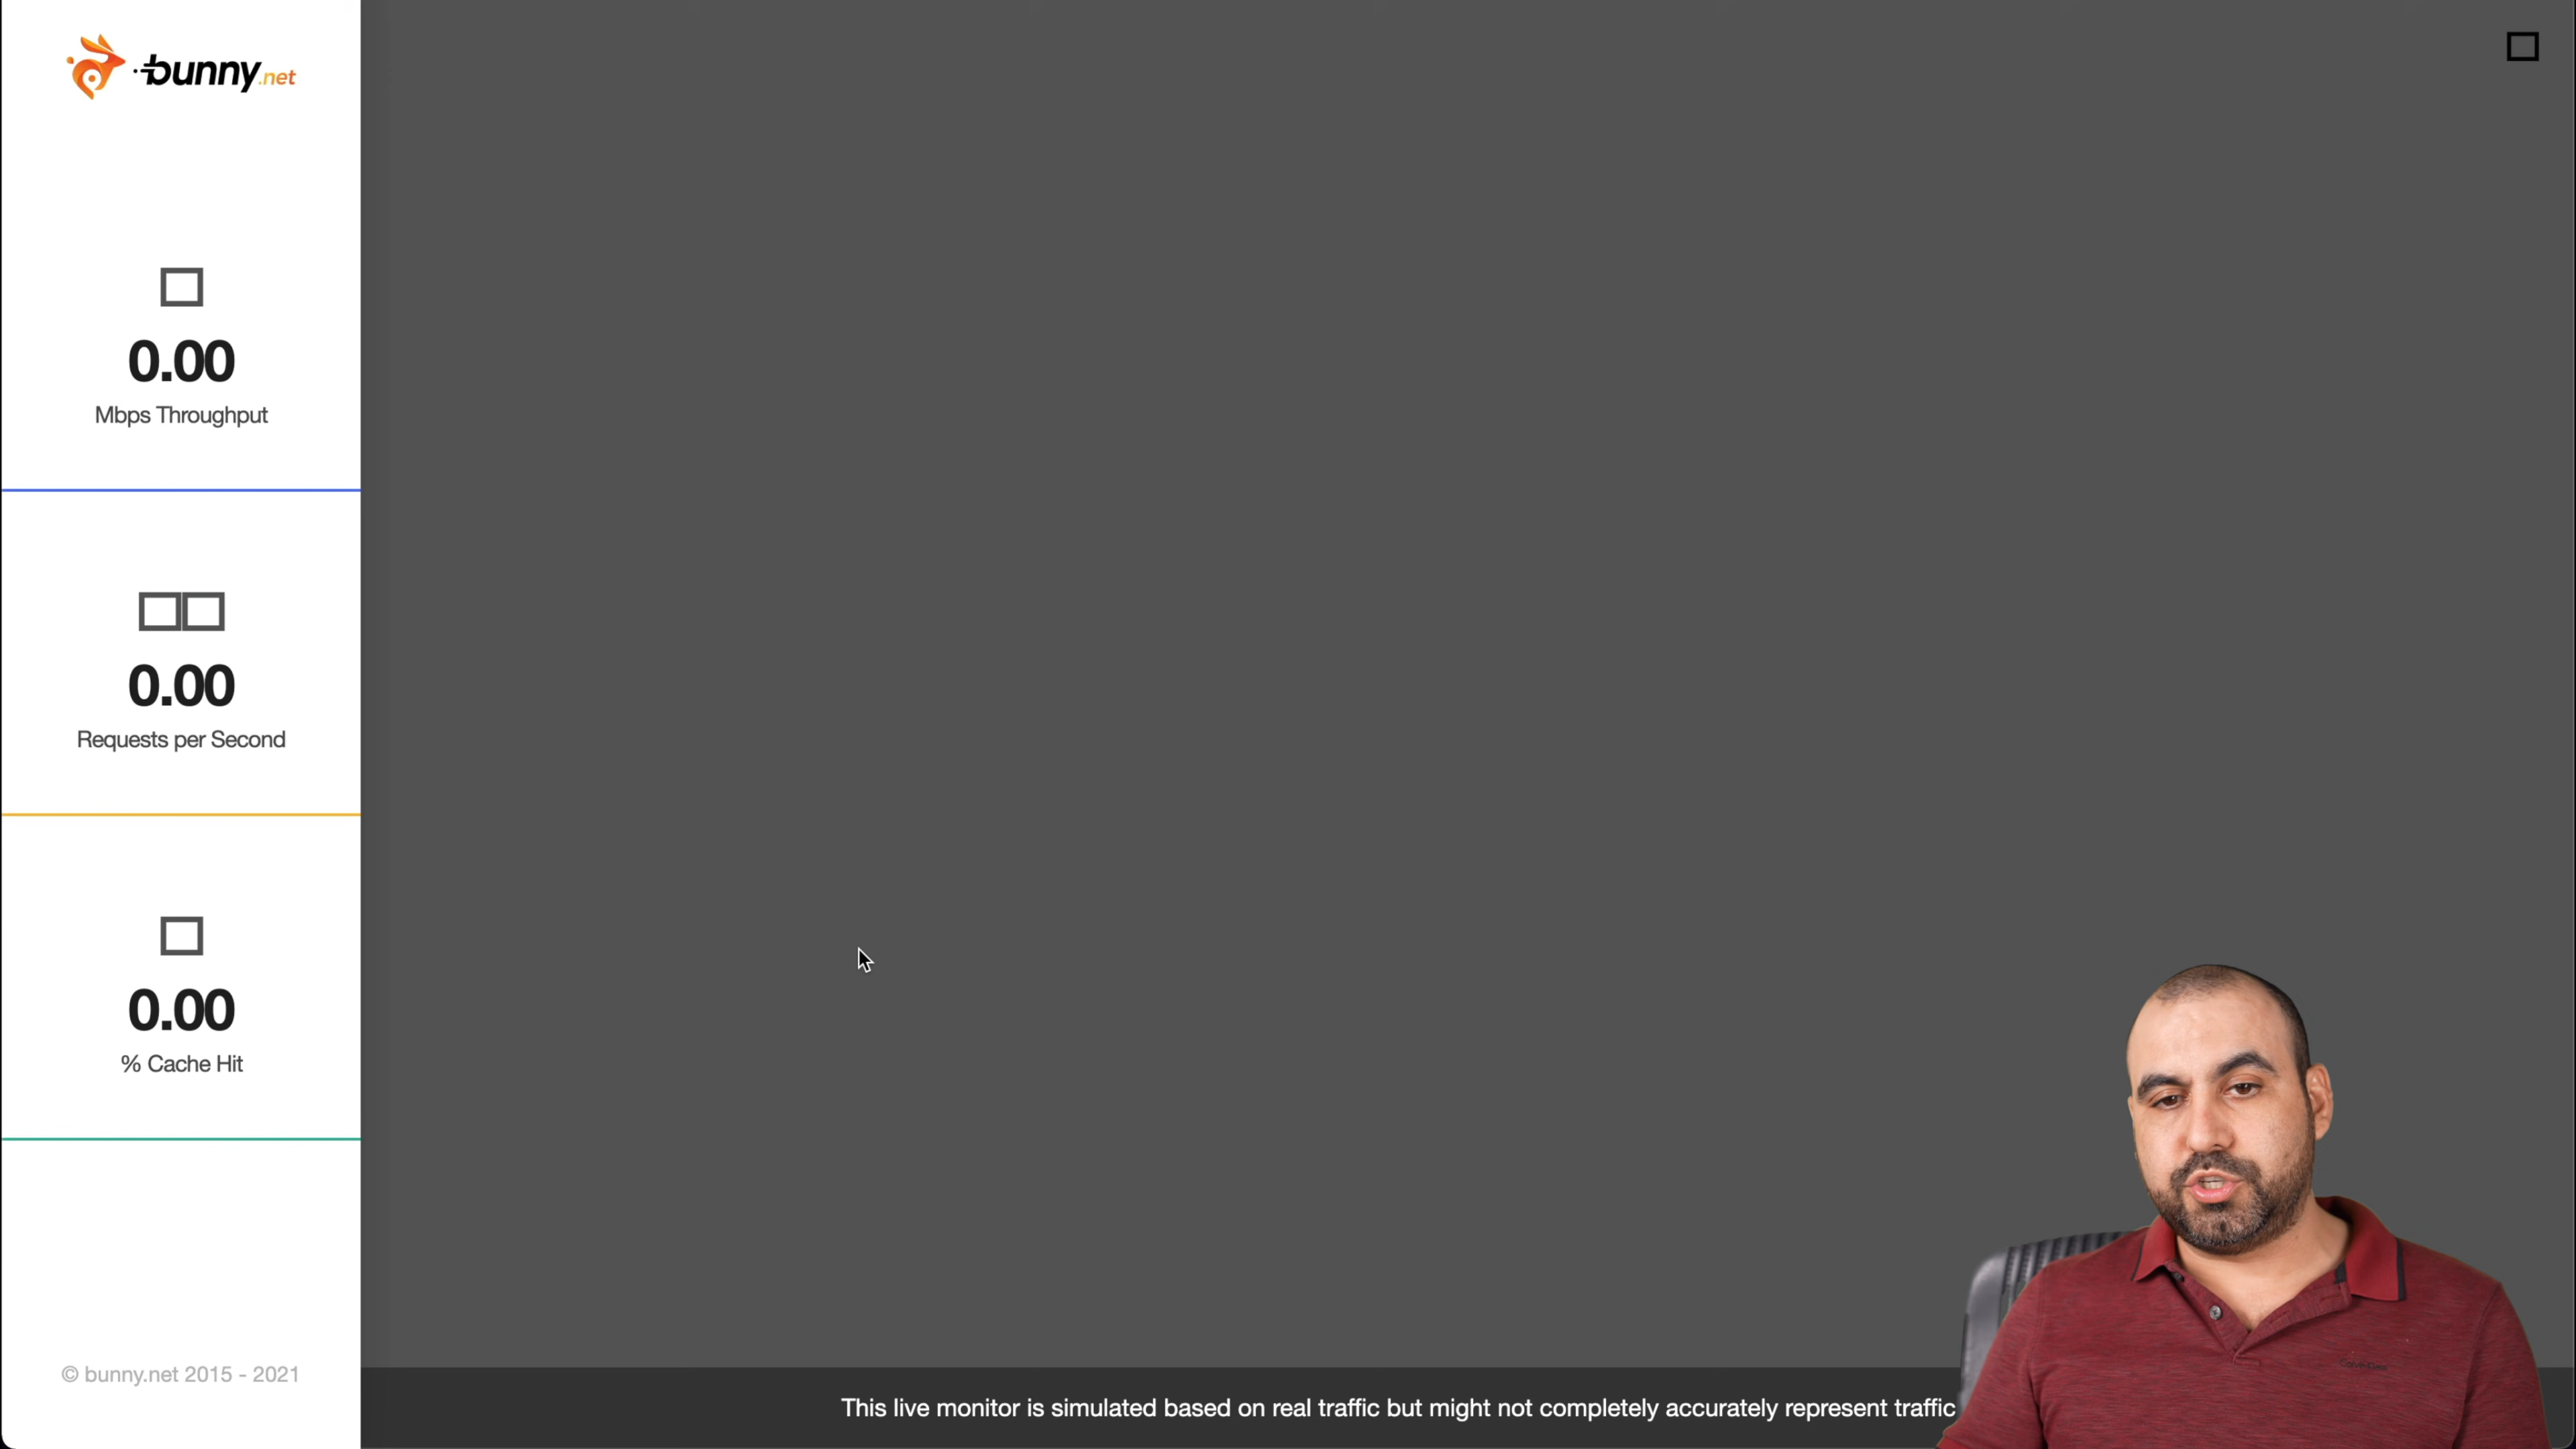 bunny.net
0.00
Mbps Throughput
0.00
Requests per Second
0.00
% Cache Hit
© bunny.net 2015 - 2021
This live monitor is simulated based on real traffic but might not completely accurately represent traffic